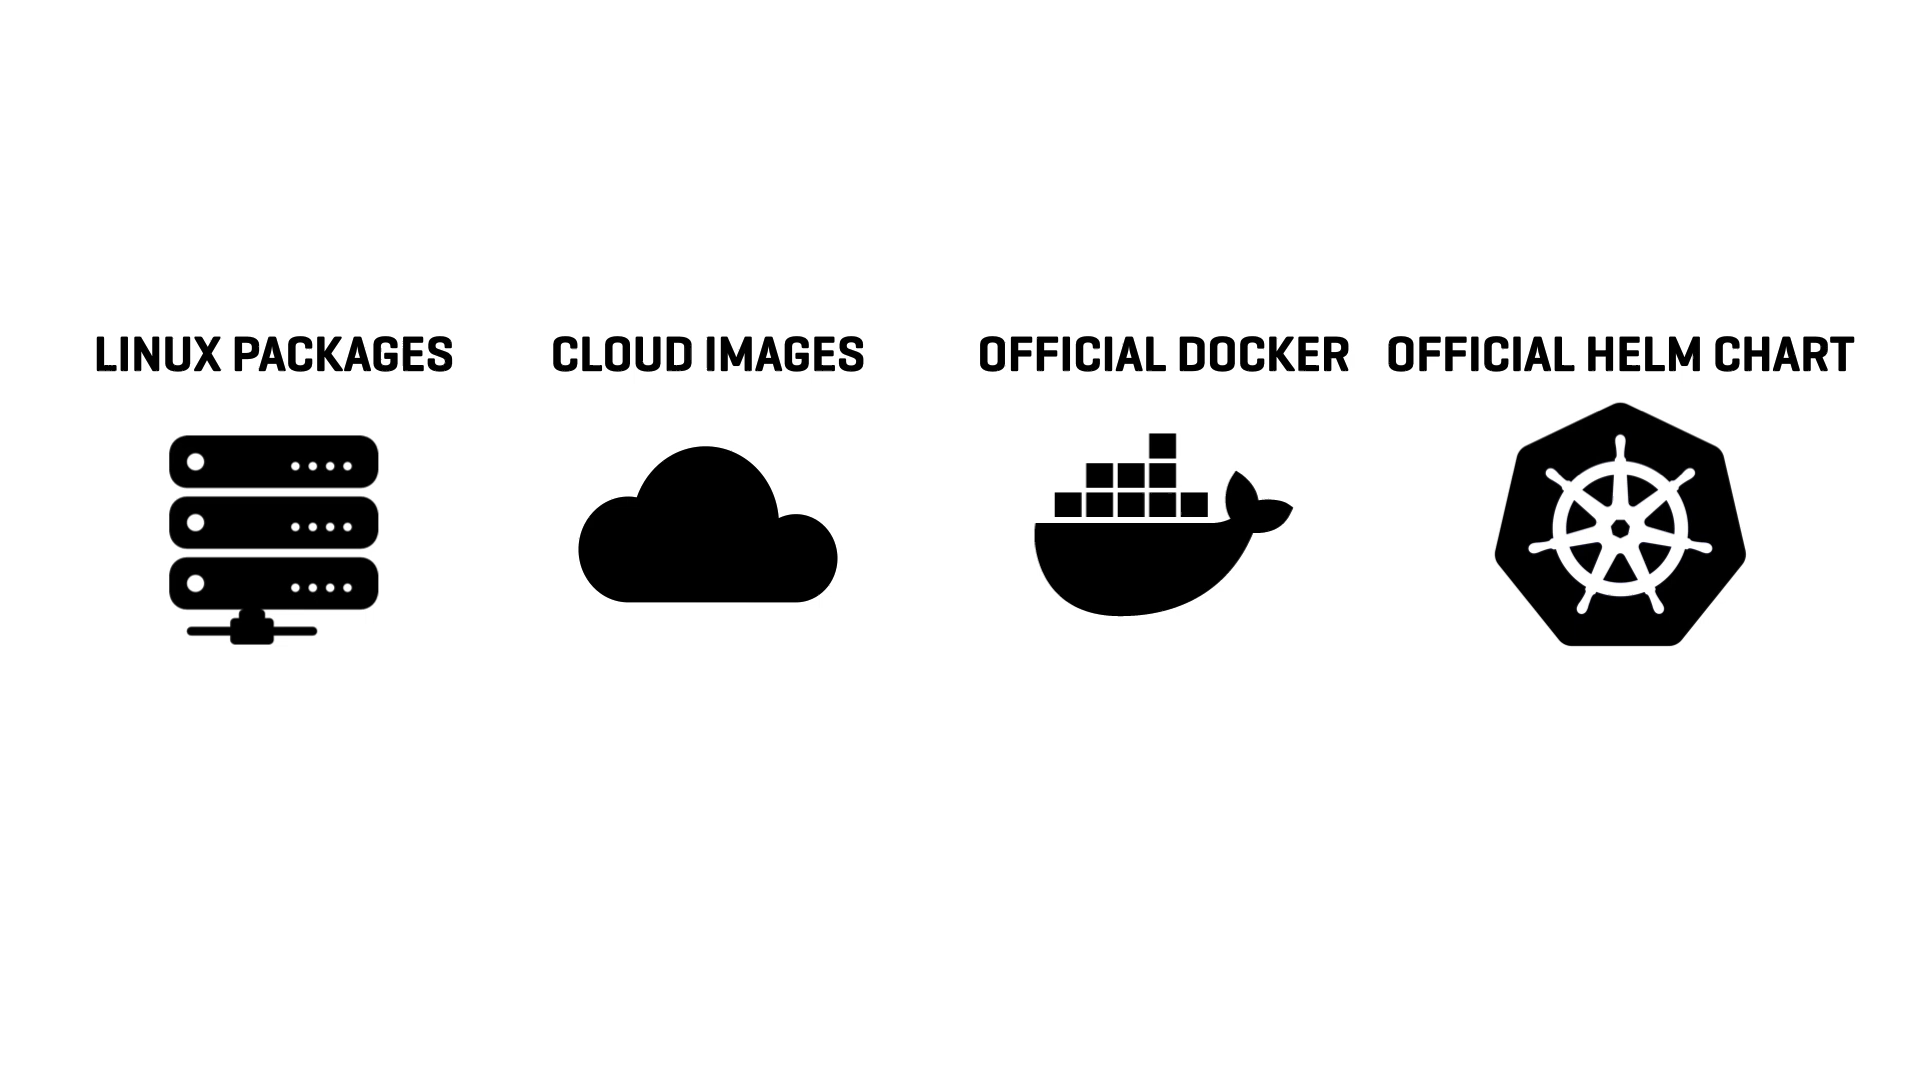 LINUX PACKAGES
CLOUD IMAGES
OFFICIAL DOCKER
OFFICIAL HELM CHART